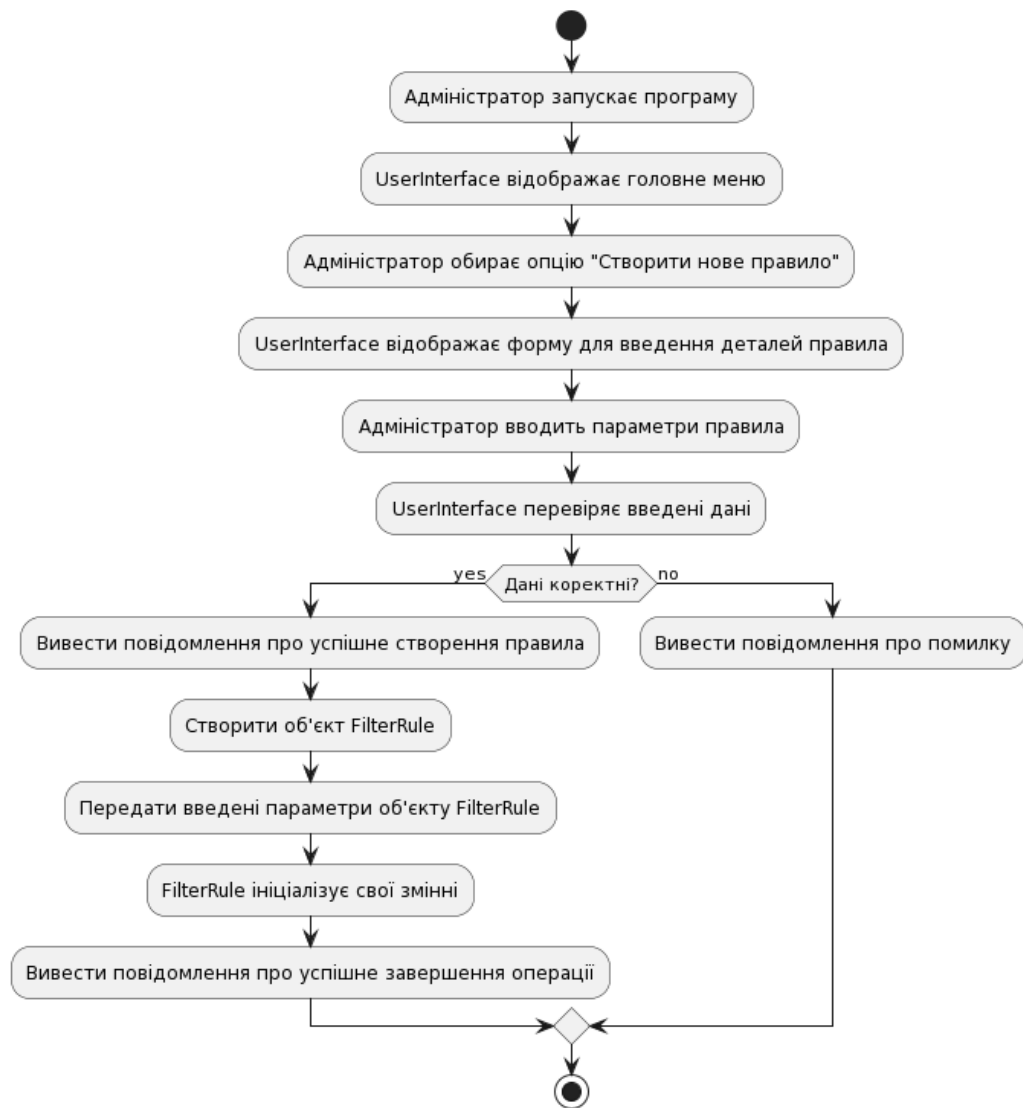 Адміністратор запускає програму
UserInterface відображає головне меню
Адміністратор обирає опцію "Створити нове правило"
UserInterface відображає форму для введення деталей правила
Адміністратор вводить параметри правила
UserInterface перевіряє введені дані
yes
Дані коректні?
no
Вивести повідомлення про успішне створення правила
Вивести повідомлення про помилку
Створити об'єкт FilterRule
Передати введені параметри об'єкту FilterRule
FilterRule ініціалізує свої змінні
Вивести повідомлення про успішне завершення операції